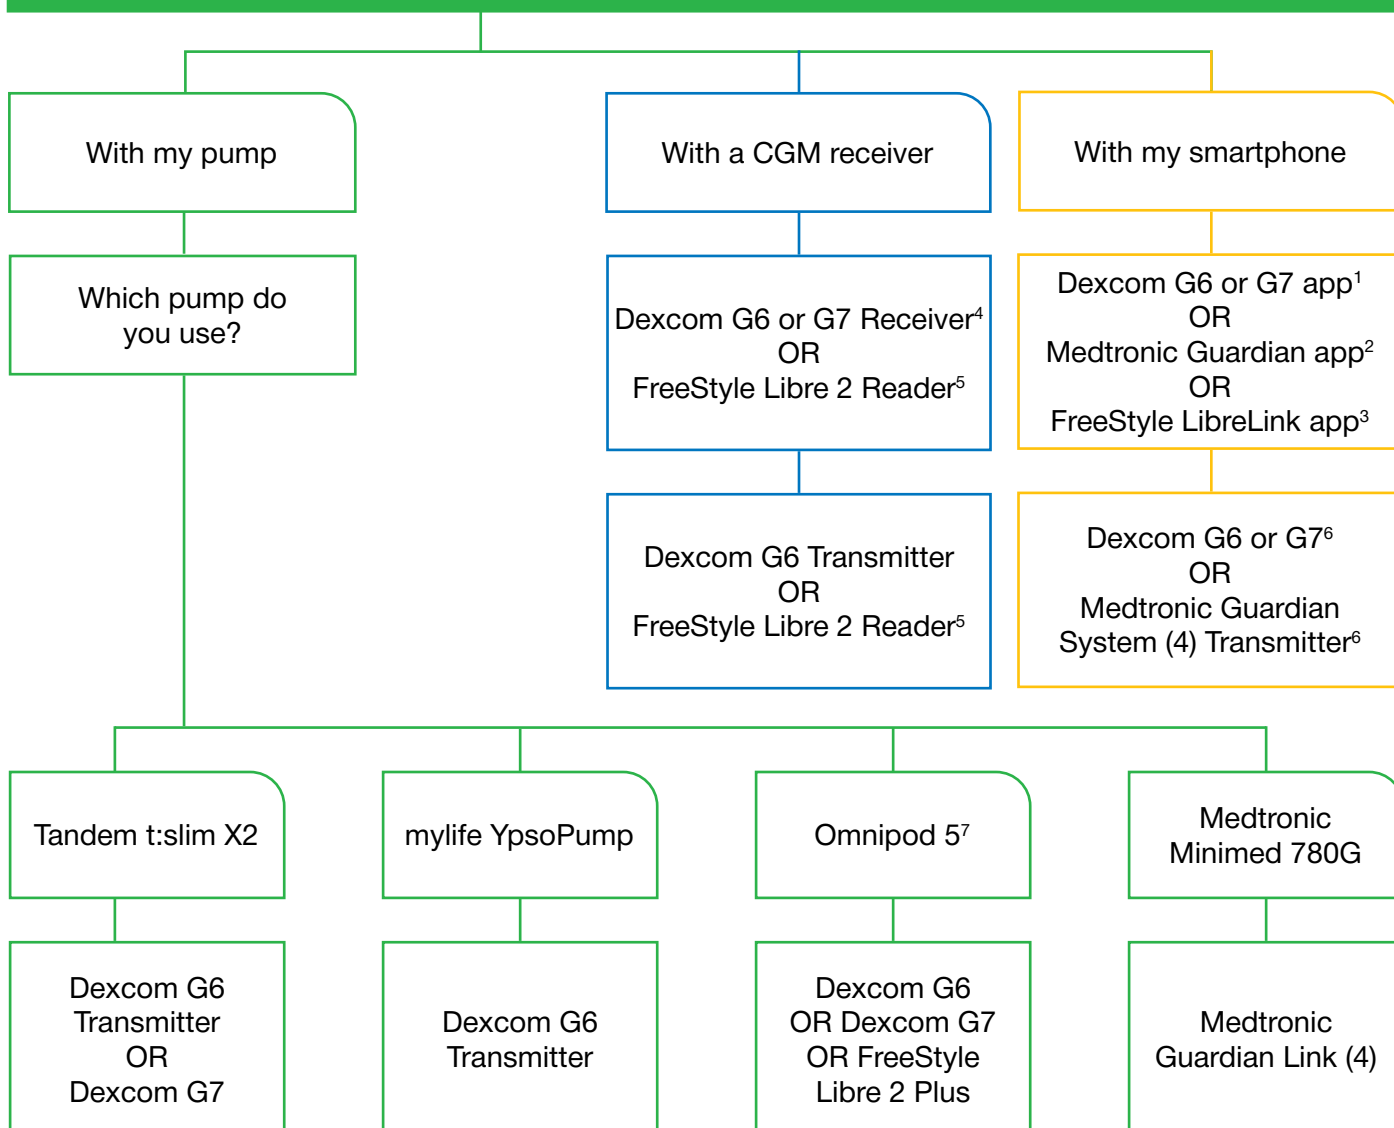 With my pump
With a CGM receiver
With my smartphone
Which pump do
you use?
Dexcom G6 or G7 Receiver⁴
OR
FreeStyle Libre 2 Reader⁵
Dexcom G6 or G7 app¹
OR
Medtronic Guardian app²
OR
FreeStyle LibreLink app³
Dexcom G6 Transmitter
OR
FreeStyle Libre 2 Reader⁵
Dexcom G6 or G7⁶
OR
Medtronic Guardian
System (4) Transmitter⁶
Tandem t:slim X2
mylife YpsoPump
Omnipod 5⁷
Medtronic
Minimed 780G
Dexcom G6
Transmitter
OR
Dexcom G7
Dexcom G6
Transmitter
Dexcom G6
OR Dexcom G7
OR FreeStyle
Libre 2 Plus
Medtronic
Guardian Link (4)